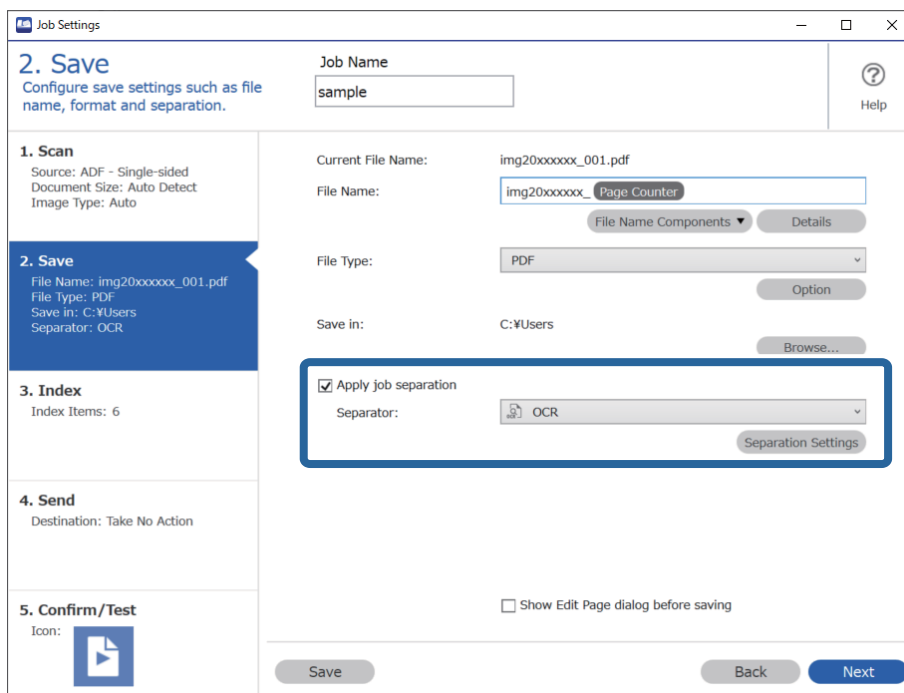 Job Settings
2. Save
Configure save settings such as file
name, format and separation.
Job Name
sample
Help
1. Scan
Source: ADF - Single-sided
Document Size: Auto Detect
Image Type: Auto
2. Save
File Name: img20xxxxxx_001.pdf
File Type: PDF
Save in: C:¥Users
Separator: OCR
3. Index
Index Items: 6
4. Send
Destination: Take No Action
5. Confirm/Test
Icon:
Current File Name: img20xxxxxx_001.pdf
File Name: img20xxxxxx_ Page Counter
File Name Components ▼ Details
File Type: PDF
Option
Save in: C:¥Users
Browse...
Apply job separation
Separator: OCR
Separation Settings
Show Edit Page dialog before saving
Save Back Next